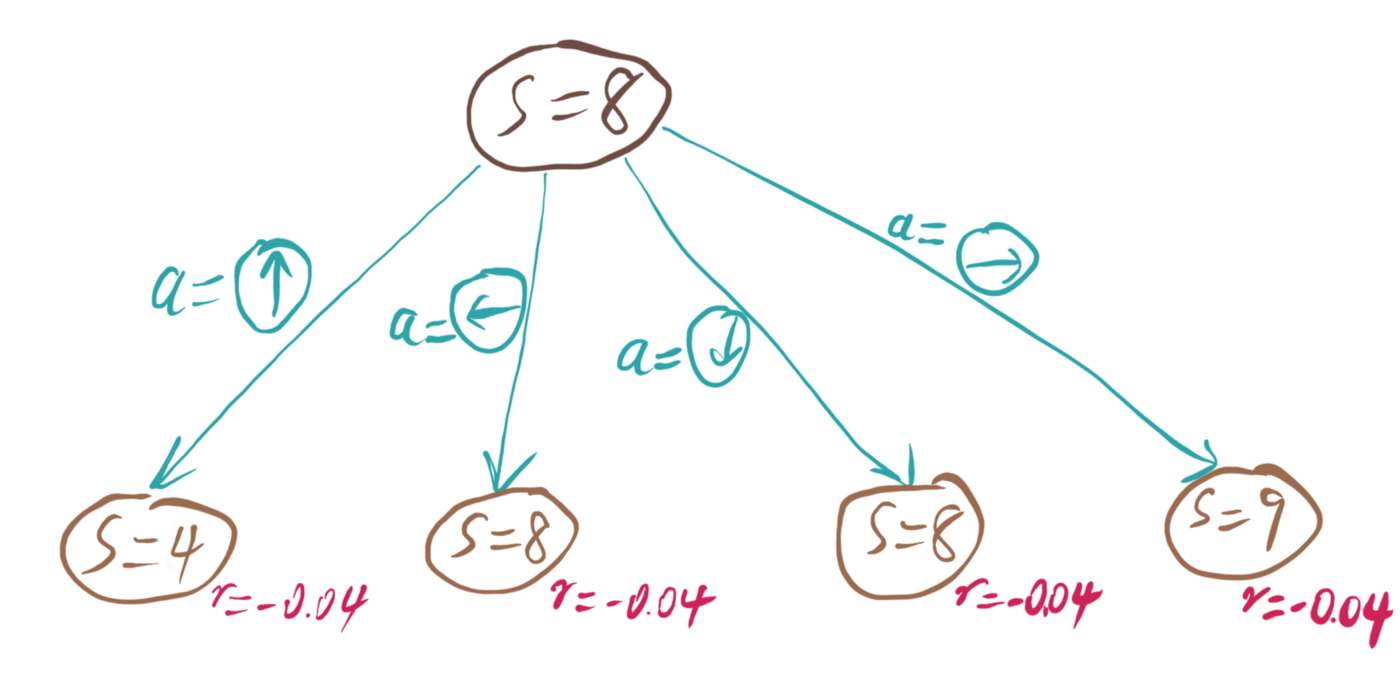 S=8
a=↑
a=←
a=↓
a=→
S=4
r=-0.04
S=8
r=-0.04
S=8
r=-0.04
S=9
r=-0.04